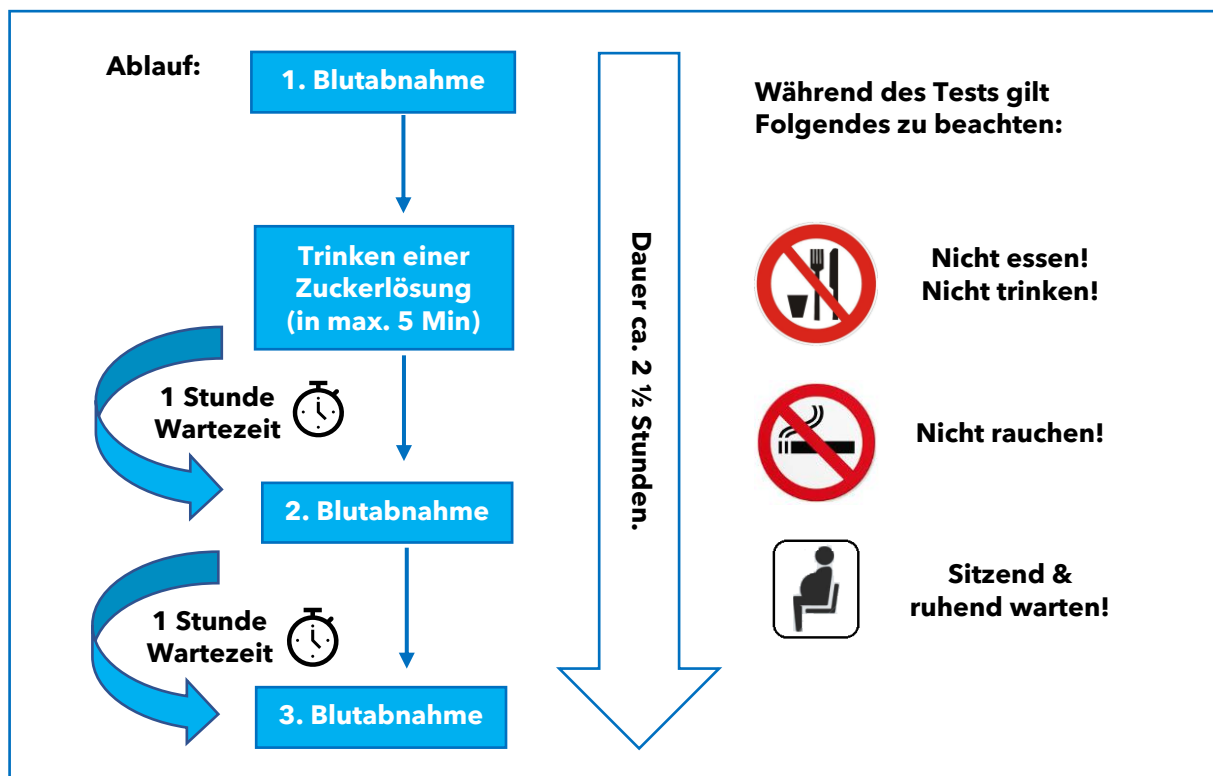 Ablauf:
1. Blutabnahme
Trinken einer
Zuckerlösung
(in max. 5 Min)
1 Stunde
Wartezeit
2. Blutabnahme
1 Stunde
Wartezeit
3. Blutabnahme
Dauer ca. 2 ½ Stunden.
Während des Tests gilt
Folgendes zu beachten:
Nicht essen!
Nicht trinken!
Nicht rauchen!
Sitzend &
ruhend warten!